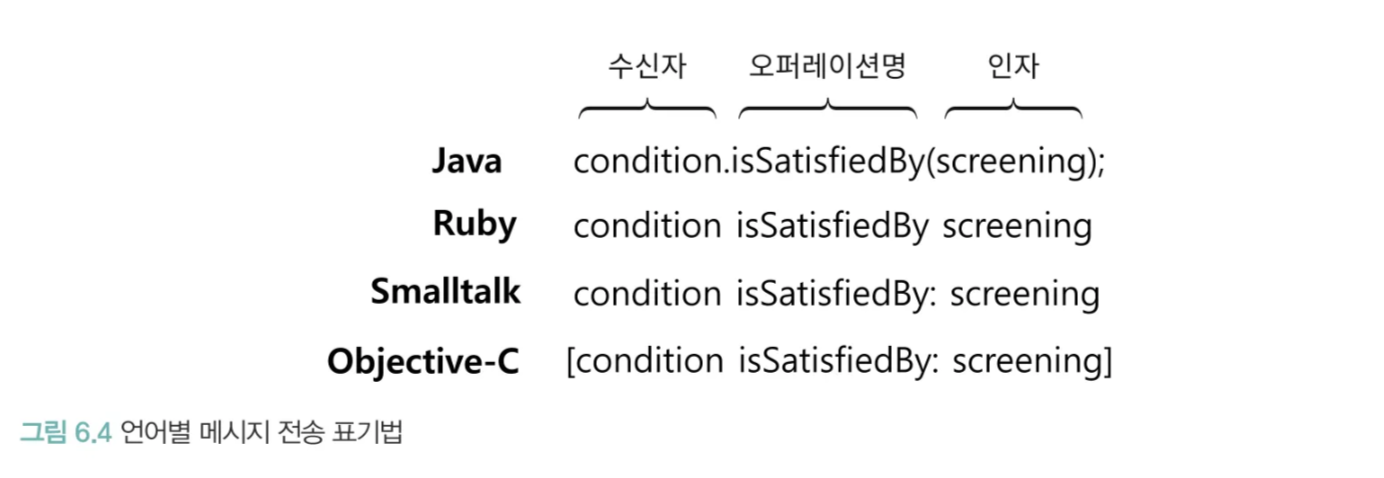 수신자 오퍼레이션명 인자
Java condition.isSatisfiedBy(screening);
Ruby condition isSatisfiedBy screening
Smalltalk condition isSatisfiedBy: screening
Objective-C [condition isSatisfiedBy: screening]
그림 6.4 언어별 메시지 전송 표기법